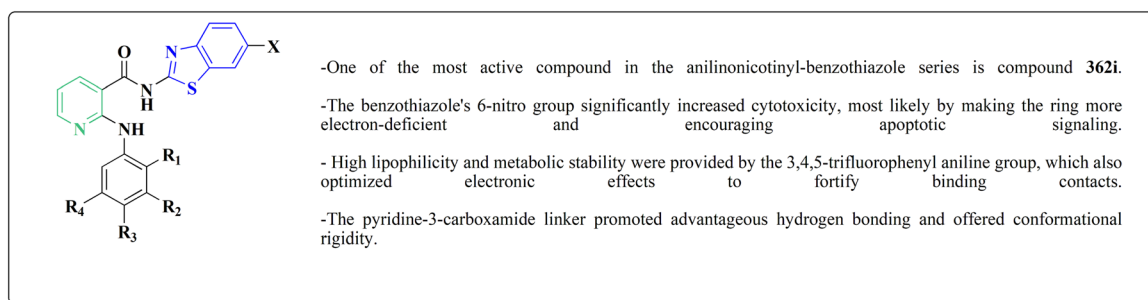 O
N
X
N
H
S
N
NH
R1
R4
R2
R3
-One of the most active compound in the anilinonicotinyl-benzothiazole series is compound 362i.
-The benzothiazole's 6-nitro group significantly increased cytotoxicity, most likely by making the ring more
electron-deficient and encouraging apoptotic signaling.
- High lipophilicity and metabolic stability were provided by the 3,4,5-trifluorophenyl aniline group, which also
optimized electronic effects to fortify binding contacts.
-The pyridine-3-carboxamide linker promoted advantageous hydrogen bonding and offered conformational
rigidity.